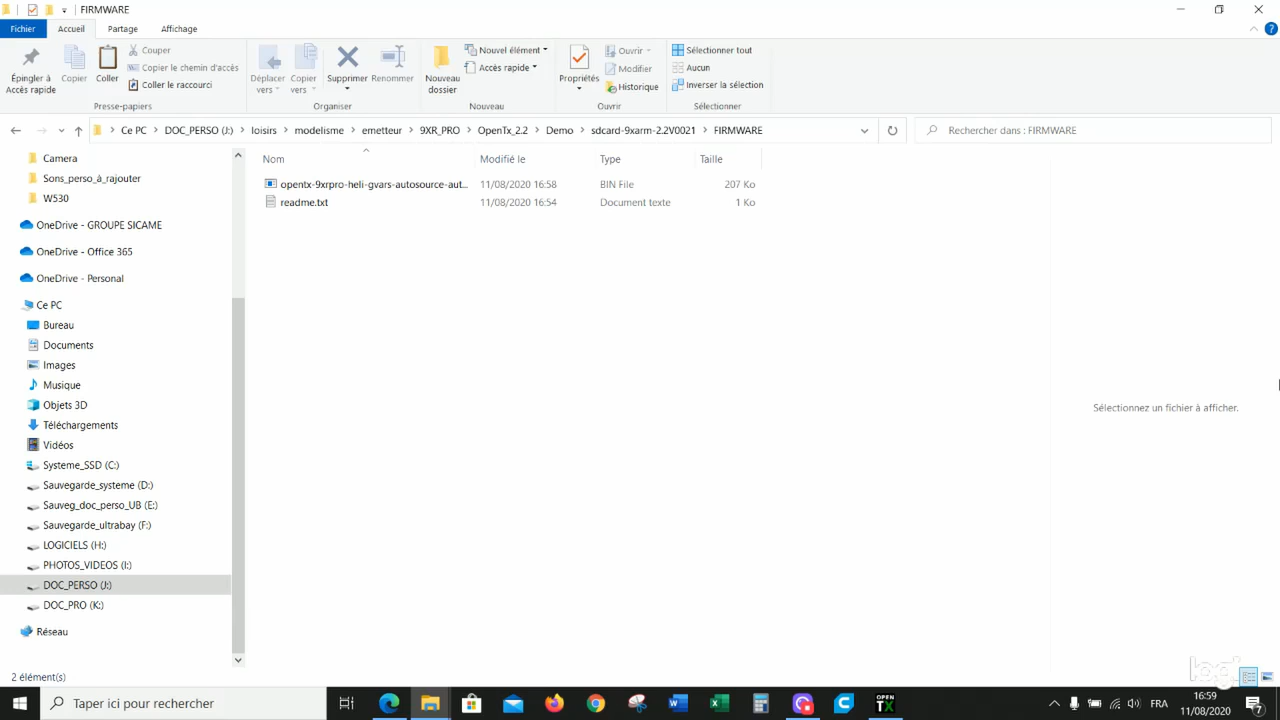 FIRMWARE
Fichier Accueil Partage Affichage
Épingler à Accès rapide
Copier
Coller
Couper
Copier le chemin d'accès
Coller le raccourci
Presse-papiers
Déplacer vers
Copier vers
Supprimer
Renommer
Organiser
Nouveau dossier
Nouvel élément
Accès rapide
Nouveau
Propriétés
Ouvrir
Modifier
Historique
Ouvrir
Sélectionner tout
Aucun
Inverser la sélection
Sélectionner
Ce PC > DOC_PERSO (J:) > loisirs > modelisme > emetteur > 9XR_PRO > OpenTx_2.2 > Demo > sdcard-9xarm-2.2V0021 > FIRMWARE
Rechercher dans : FIRMWARE
Camera
Sons_perso_à_rajouter
W530
OneDrive - GROUPE SICAME
OneDrive - Office 365
OneDrive - Personal
Ce PC
Bureau
Documents
Images
Musique
Objets 3D
Téléchargements
Vidéos
Systeme_SSD (C:)
Sauvegarde_systeme (D:)
Sauveg_doc_perso_UB (E:)
Sauvegarde_ultrabay (F:)
LOGICIELS (H:)
PHOTOS_VIDEOS (I:)
DOC_PERSO (J:)
DOC_PRO (K:)
Réseau
Nom Modifié le Type Taille
opentx-9xrpro-heli-gvars-autosource-aut... 11/08/2020 16:58 BIN File 207 Ko
readme.txt 11/08/2020 16:54 Document texte 1 Ko
Sélectionnez un fichier à afficher.
2 élément(s)
logi
Taper ici pour rechercher
OPEN
TX
FRA
16:59
11/08/2020
7